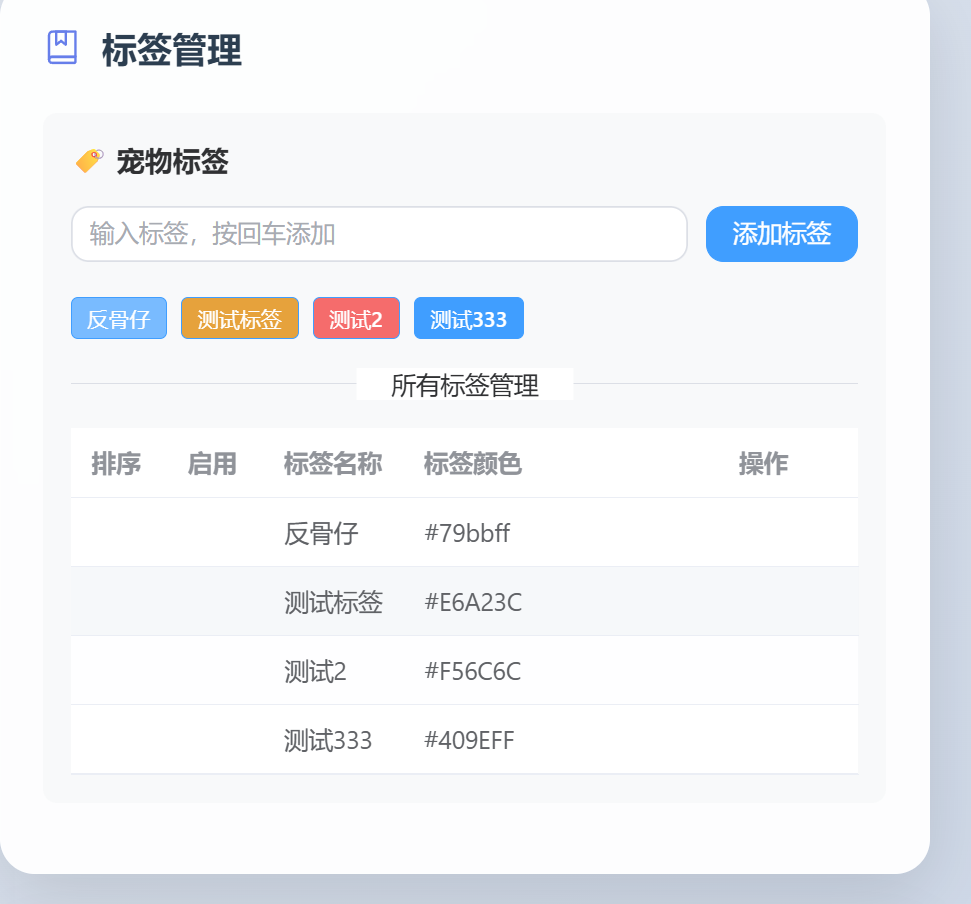 标签管理
宠物标签
输入标签，按回车添加 添加标签
反骨仔 测试标签 测试2 测试333
所有标签管理
排序 启用 标签名称 标签颜色 操作
反骨仔 #79bbff
测试标签 #E6A23C
测试2 #F56C6C
测试333 #409EFF